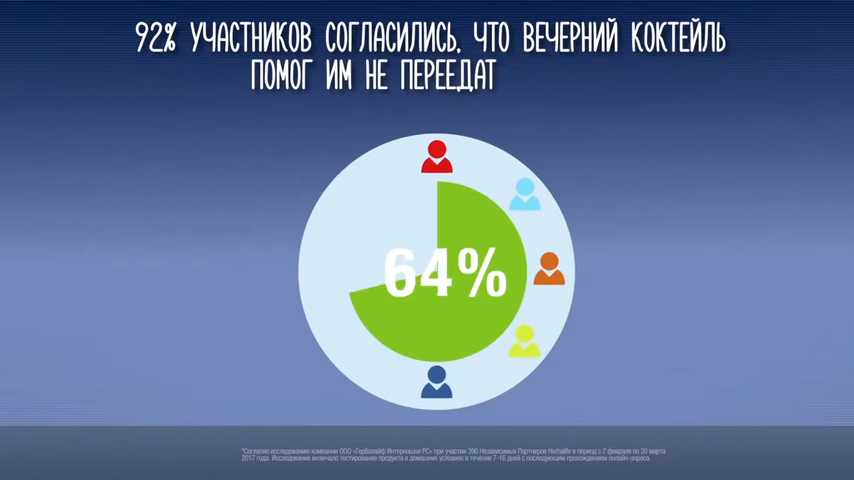 92% УЧАСТНИКОВ СОГЛАСИЛИСЬ, ЧТО ВЕЧЕРНИЙ КОКТЕЙЛЬ
ПОМОГ ИМ НЕ ПЕРЕЕДАТ
64%
*Согласно исследованию компании ООО «Гербалайф Интернэшнл РС» при участии 390 Независимых Партнеров Herbalife в период с 7 февраля по 20 марта
2017 года. Исследование включало тестирование продукта в домашних условиях в течение 7-16 дней с последующим прохождением онлайн-опроса.